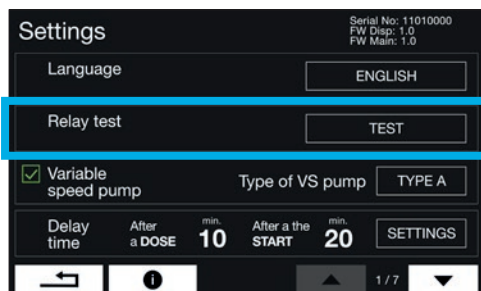 Settings
Serial No: 11010000
FW Disp: 1.0
FW Main: 1.0
Language
ENGLISH
Relay test
TEST
Variable
speed pump
Type of VS pump
TYPE A
Delay
time
After
a DOSE
min.
10
After a the
START
min.
20
SETTINGS
1/7